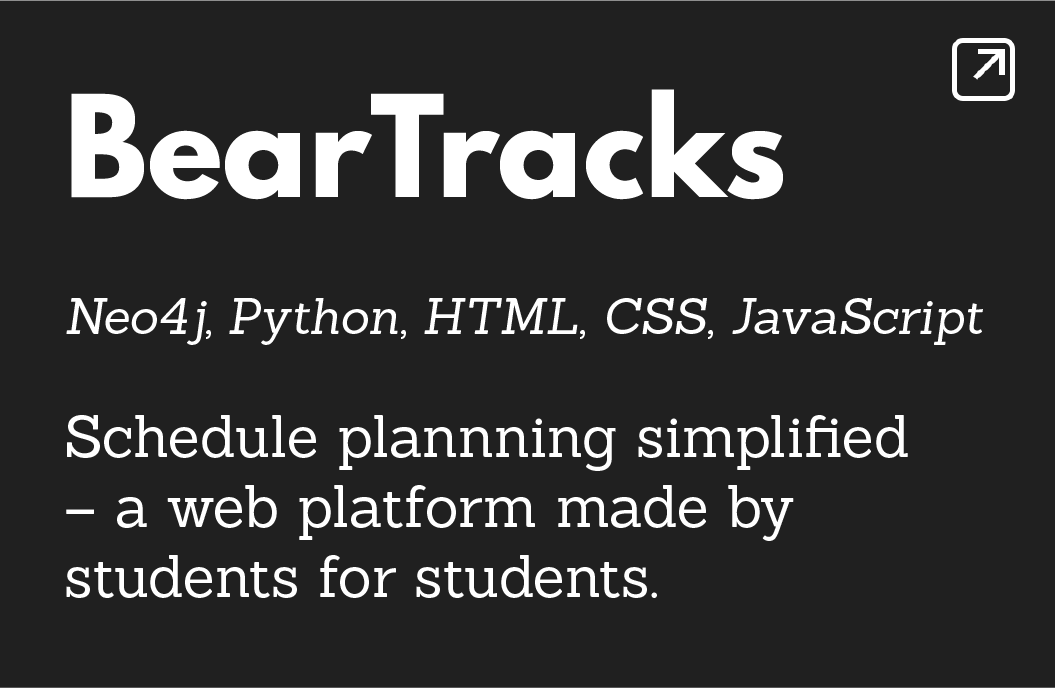 BearTracks
Neo4j, Python, HTML, CSS, JavaScript
Schedule plannning simplified
– a web platform made by
students for students.